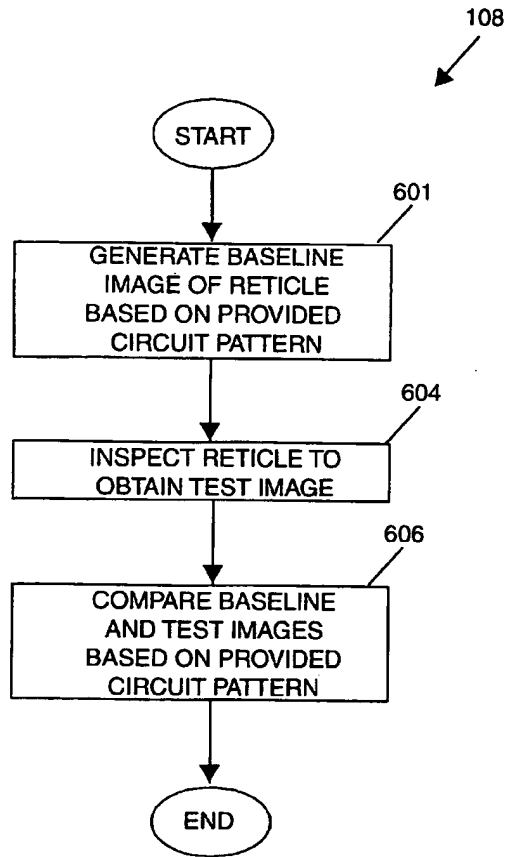 108
START
601
GENERATE BASELINE
IMAGE OF RETICLE
BASED ON PROVIDED
CIRCUIT PATTERN
604
INSPECT RETICLE TO
OBTAIN TEST IMAGE
606
COMPARE BASELINE
AND TEST IMAGES
BASED ON PROVIDED
CIRCUIT PATTERN
END